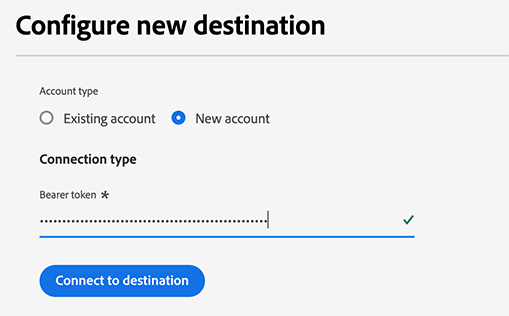 Configure new destination
Account type
Existing account New account
Connection type
Bearer token *
••••••••••••••••••••••••••••••••••••••••••••••••••••
Connect to destination